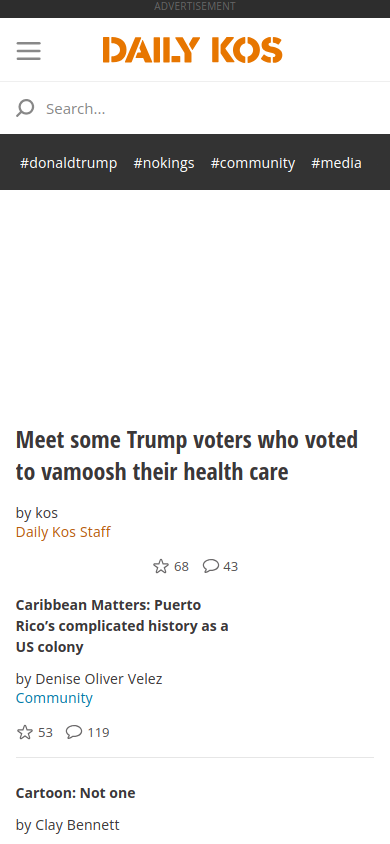 ADVERTISEMENT
DAILY KOS
Search...
#donaldtrump #nokings #community #media
Meet some Trump voters who voted
to vamoosh their health care
by kos
Daily Kos Staff
68 43
Caribbean Matters: Puerto
Rico’s complicated history as a
US colony
by Denise Oliver Velez
Community
53 119
Cartoon: Not one
by Clay Bennett